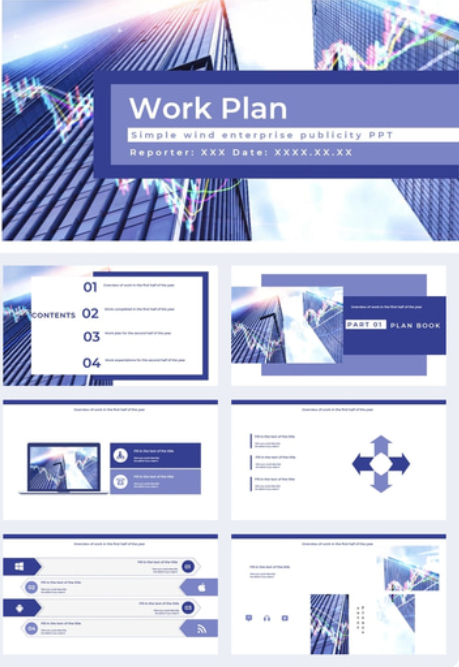 Work Plan
Simple wind enterprise publicity PPT
Reporter: XXX Date: XXXX.XX.XX
CONTENTS
01
Overview of work in the first half of the year
02
Work completed in the first half of the year
03
Work plan for the second half of the year
04
Work expectations for the second half of the year
Overview of work in the first half of the year
PART 01 PLAN BOOK
Overview of work in the first half of the year
Fill in the text of the title
Fill in the text of the title
Overview of work in the first half of the year
Fill in the text of the title
Fill in the text of the title
Fill in the text of the title
Overview of work in the first half of the year
Fill in the text of the title
01
02
Fill in the text of the title
Fill in the text of the title
03
04
Fill in the text of the title
Overview of work in the first half of the year
Fill in the text of the title